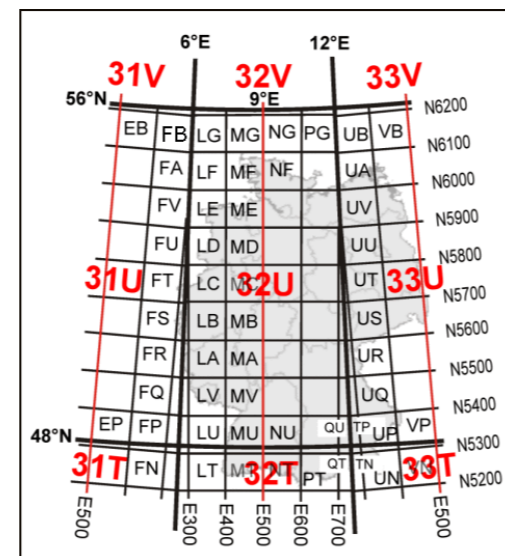 6°E 12°E
31V 32V 33V
56°N 9°E N6200
EB FB LG MG NG PG UB VB N6100
FA LF MF NF UA N6000
FV LE ME UV N5900
FU LD MD UU N5800
31U FT LC 32U UT 33U N5700
FS LB MB US N5600
FR LA MA UR N5500
FQ LV MV UQ N5400
48°N EP FP LU MU NU QU TP UP VP N5300
31T FN LT 32T PT QT TN UN 33T N5200
E500 E300 E400 E500 E600 E700 E500